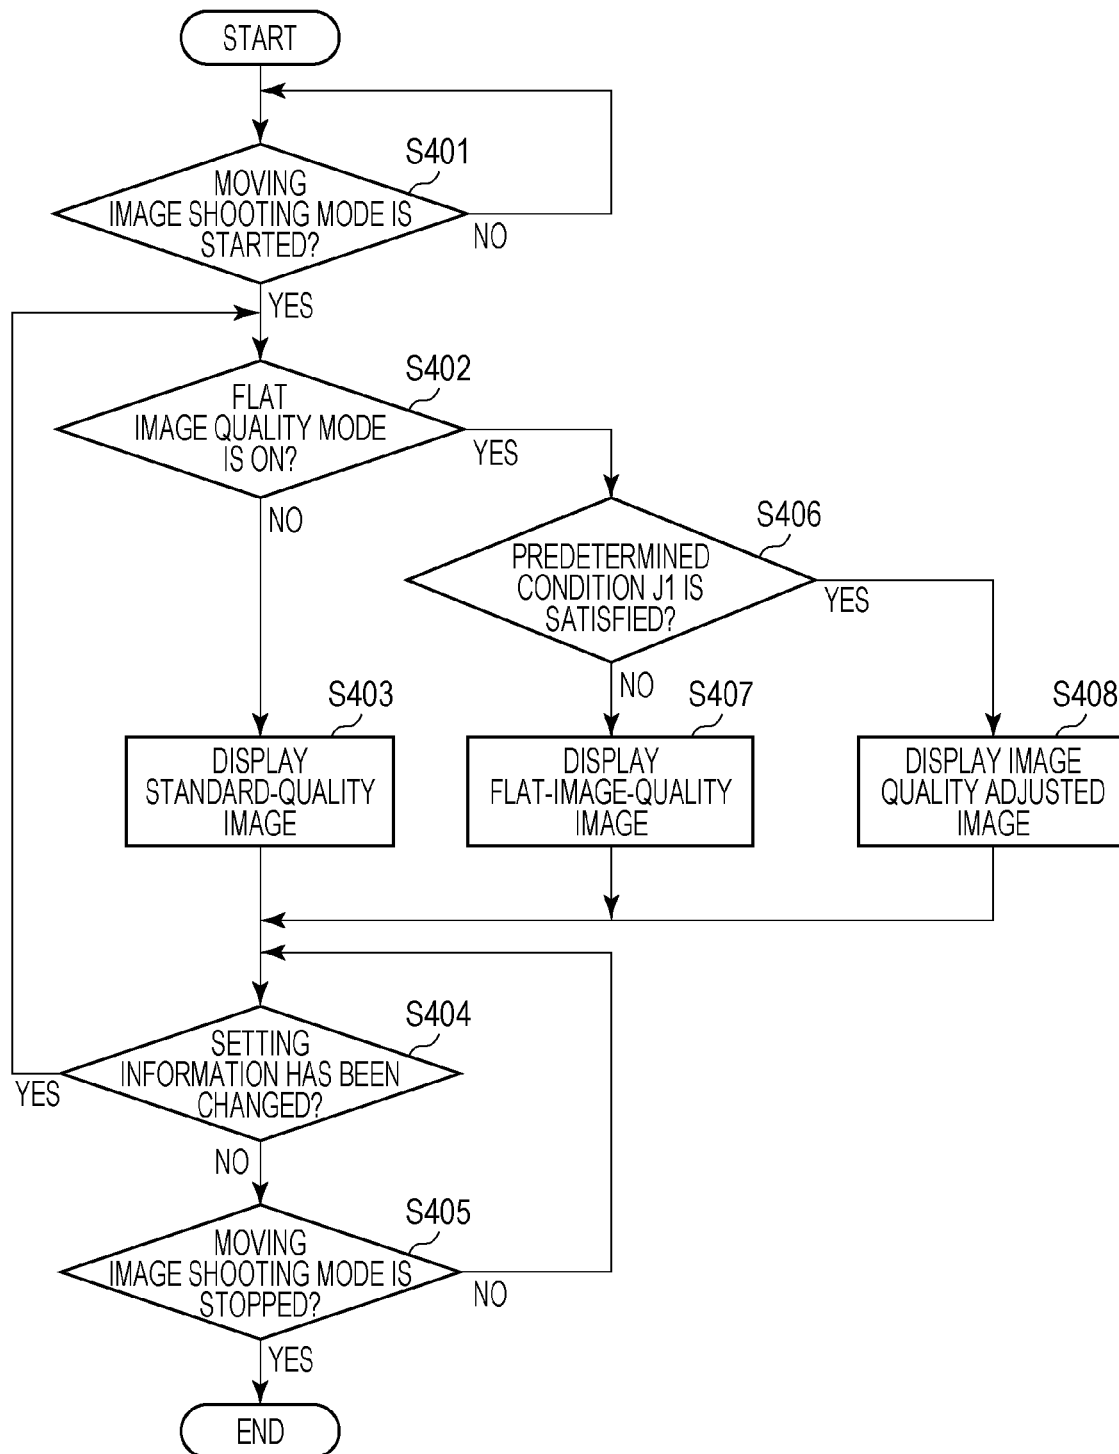 START
S401
MOVING
IMAGE SHOOTING MODE IS
STARTED?
NO
YES
S402
FLAT
IMAGE QUALITY MODE
IS ON?
YES
NO
S406
PREDETERMINED
CONDITION J1 IS
SATISFIED?
YES
NO
S403
DISPLAY
STANDARD-QUALITY
IMAGE
S407
DISPLAY
FLAT-IMAGE-QUALITY
IMAGE
S408
DISPLAY IMAGE
QUALITY ADJUSTED
IMAGE
S404
SETTING
INFORMATION HAS BEEN
CHANGED?
YES
NO
S405
MOVING
IMAGE SHOOTING MODE IS
STOPPED?
NO
YES
END